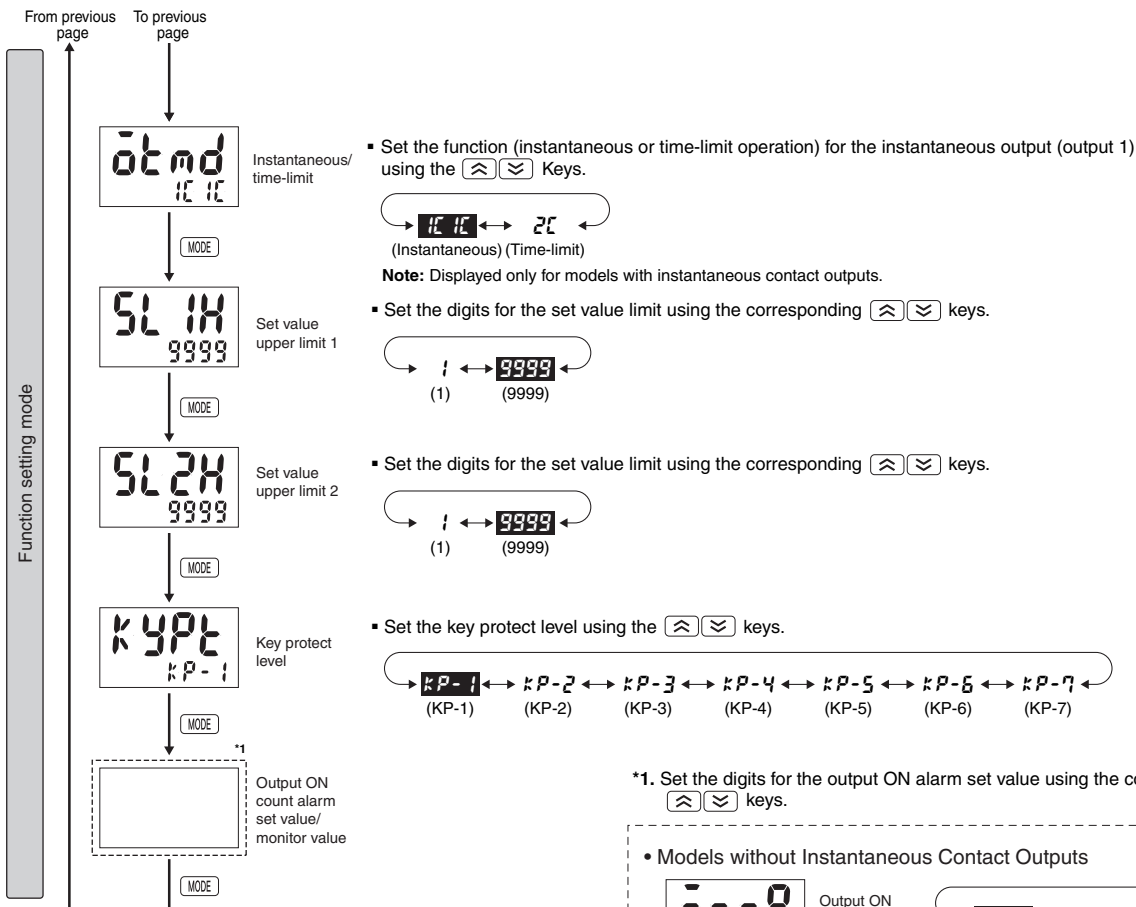 From previous page
To previous page
Function setting mode
1C 1C
Instantaneous/
time-limit
▪ Set the function (instantaneous or time-limit operation) for the instantaneous output (output 1)
using the Keys.
1C 1C 2C
(Instantaneous) (Time-limit)
Note: Displayed only for models with instantaneous contact outputs.
MODE
SL 1H
9999
Set value
upper limit 1
▪ Set the digits for the set value limit using the corresponding keys.
1 9999
(1) (9999)
MODE
SL2H
9999
Set value
upper limit 2
▪ Set the digits for the set value limit using the corresponding keys.
1 9999
(1) (9999)
MODE
KYPt
KP-1
Key protect
level
▪ Set the key protect level using the keys.
KP-1 KP-2 KP-3 KP-4 KP-5 KP-6 KP-7
(KP-1) (KP-2) (KP-3) (KP-4) (KP-5) (KP-6) (KP-7)
MODE
*1
Output ON
count alarm
set value/
monitor value
MODE
*1. Set the digits for the output ON alarm set value using the
keys.
• Models without Instantaneous Contact Outputs
Output ON